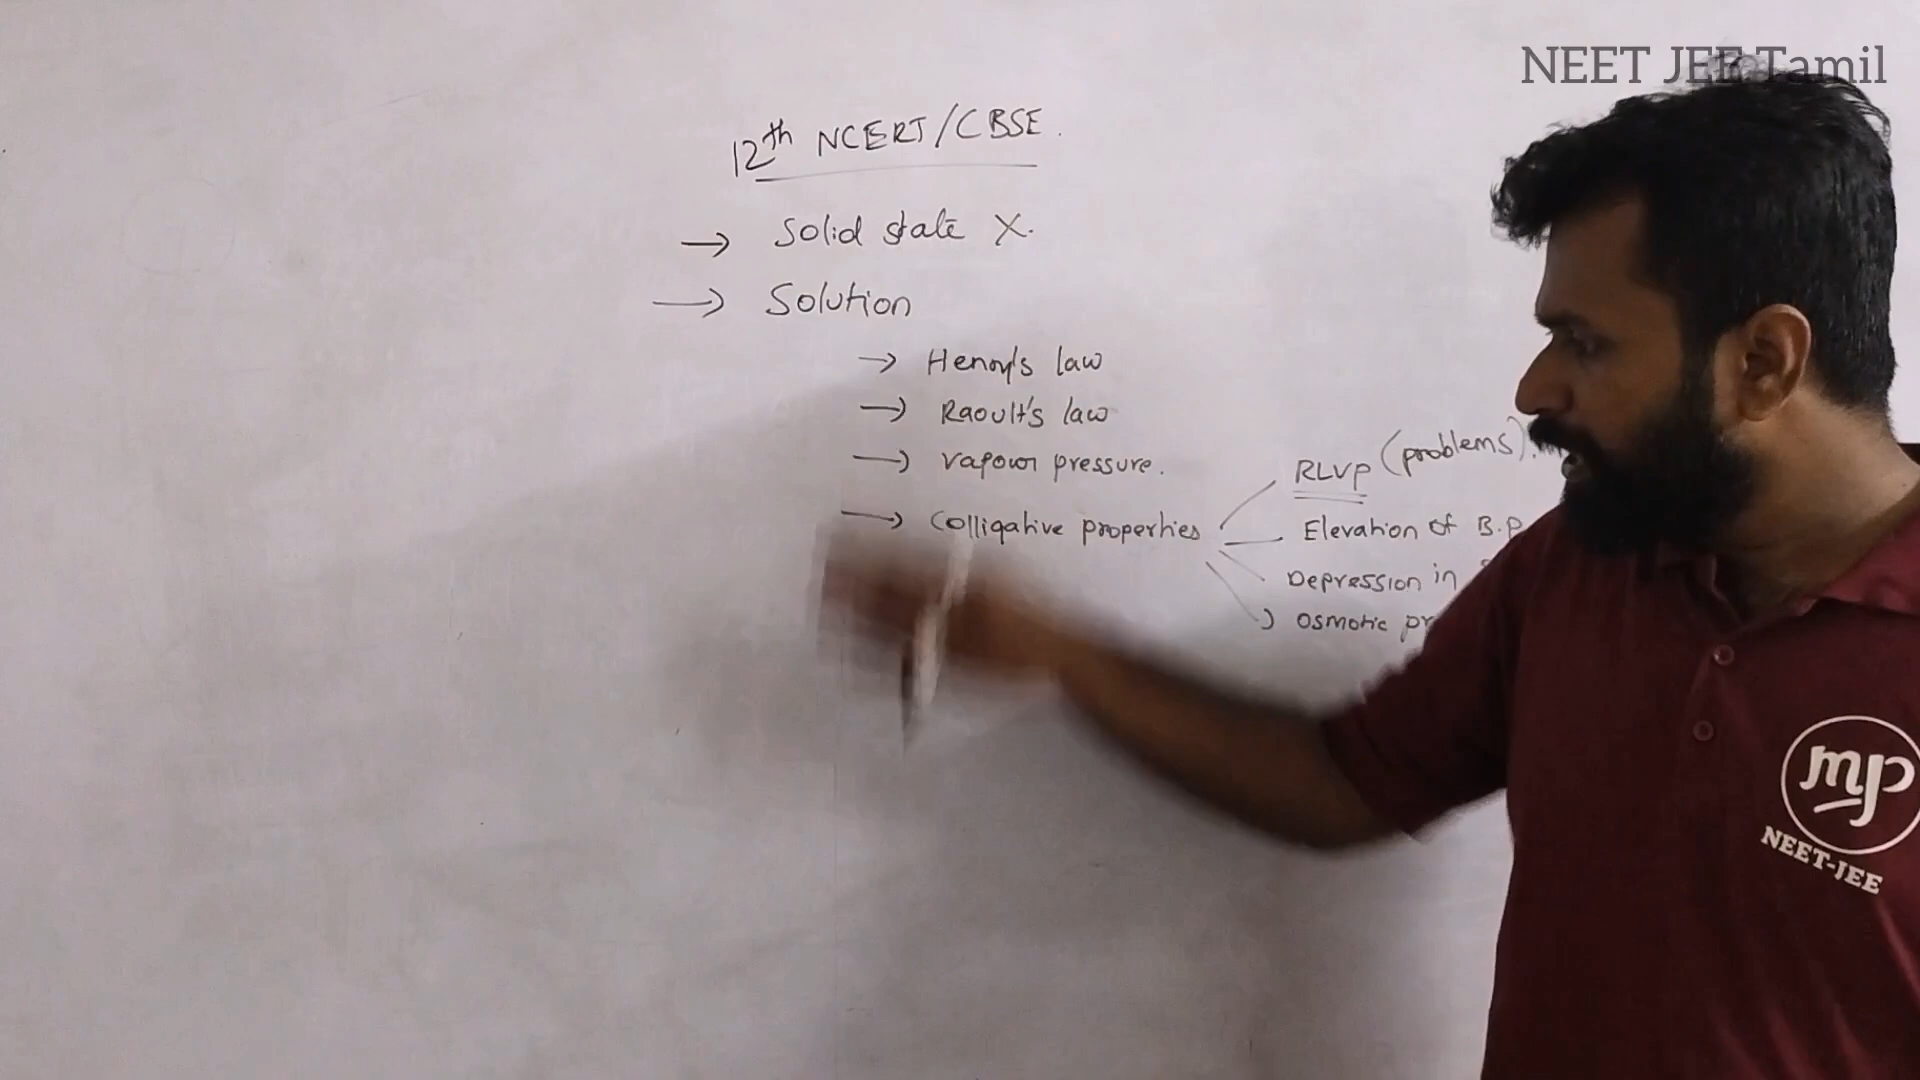 NEET JEE Tamil
12th NCERT/CBSE.
→ Solid state X.
→ Solution
→ Henry's law
→ Raoult's law
→ vapour pressure.
→ Colligative properties
RLVP (problems).
Elevation of B.P
Depression in
Osmotic pr
mp
NEET-JEE